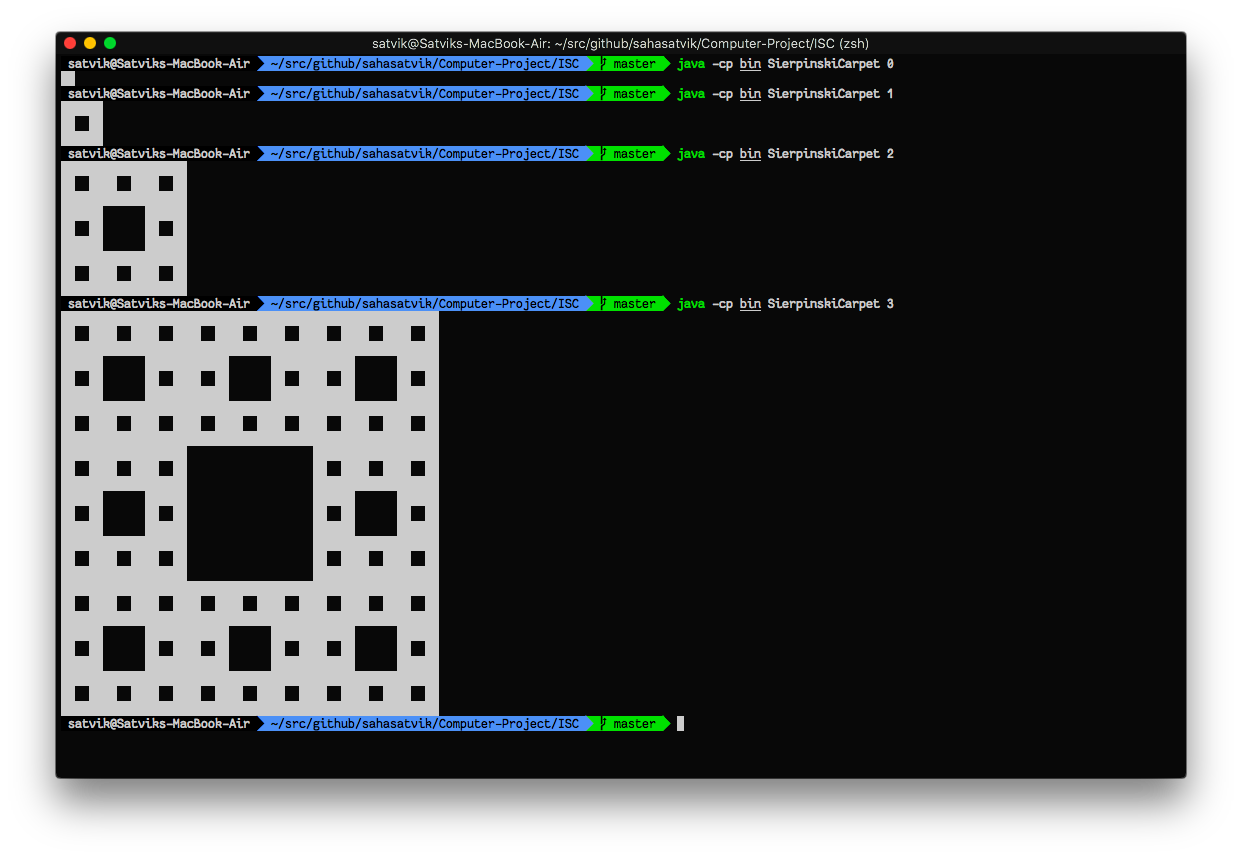 satvik@Satviks-MacBook-Air: ~/src/github/sahasatvik/Computer-Project/ISC (zsh)
satvik@Satviks-MacBook-Air ~/src/github/sahasatvik/Computer-Project/ISC master java -cp bin SierpinskiCarpet 0
satvik@Satviks-MacBook-Air ~/src/github/sahasatvik/Computer-Project/ISC master java -cp bin SierpinskiCarpet 1
satvik@Satviks-MacBook-Air ~/src/github/sahasatvik/Computer-Project/ISC master java -cp bin SierpinskiCarpet 2
satvik@Satviks-MacBook-Air ~/src/github/sahasatvik/Computer-Project/ISC master java -cp bin SierpinskiCarpet 3
satvik@Satviks-MacBook-Air ~/src/github/sahasatvik/Computer-Project/ISC master